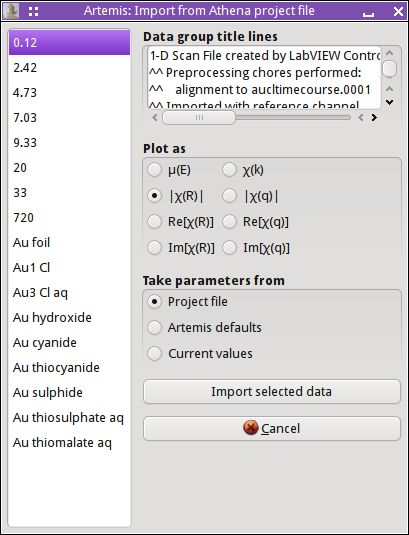 Artemis: Import from Athena project file
0.12
2.42
4.73
7.03
9.33
20
33
720
Au foil
Au1 Cl
Au3 Cl aq
Au hydroxide
Au cyanide
Au thiocyanide
Au sulphide
Au thiosulphate aq
Au thiomalate aq
Data group title lines
1-D Scan File created by LabVIEW Contro
^^ Preprocessing chores performed:
^^    alignment to aucltimecourse.0001
^^ Imported with reference channel
Plot as
μ(E) χ(k)
|χ(R)| |χ(q)|
Re[χ(R)] Re[χ(q)]
Im[χ(R)] Im[χ(q)]
Take parameters from
Project file
Artemis defaults
Current values
Import selected data
Cancel